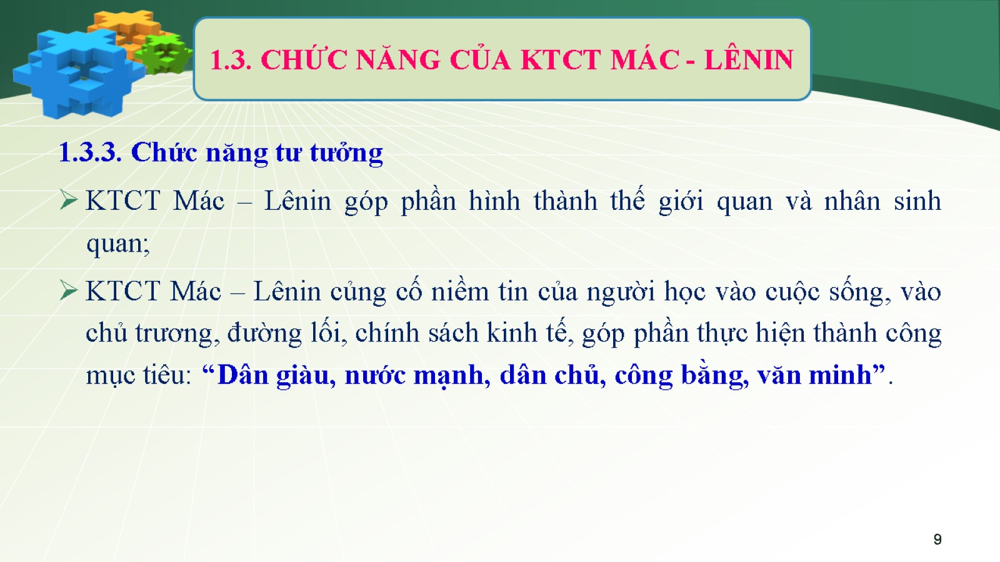 1.3. CHỨC NĂNG CỦA KTCT MÁC - LÊNIN
1.3.3. Chức năng tư tưởng
KTCT Mác – Lênin góp phần hình thành thế giới quan và nhân sinh
quan;
KTCT Mác – Lênin củng cố niềm tin của người học vào cuộc sống, vào
chủ trương, đường lối, chính sách kinh tế, góp phần thực hiện thành công
mục tiêu: “Dân giàu, nước mạnh, dân chủ, công bằng, văn minh”.
9